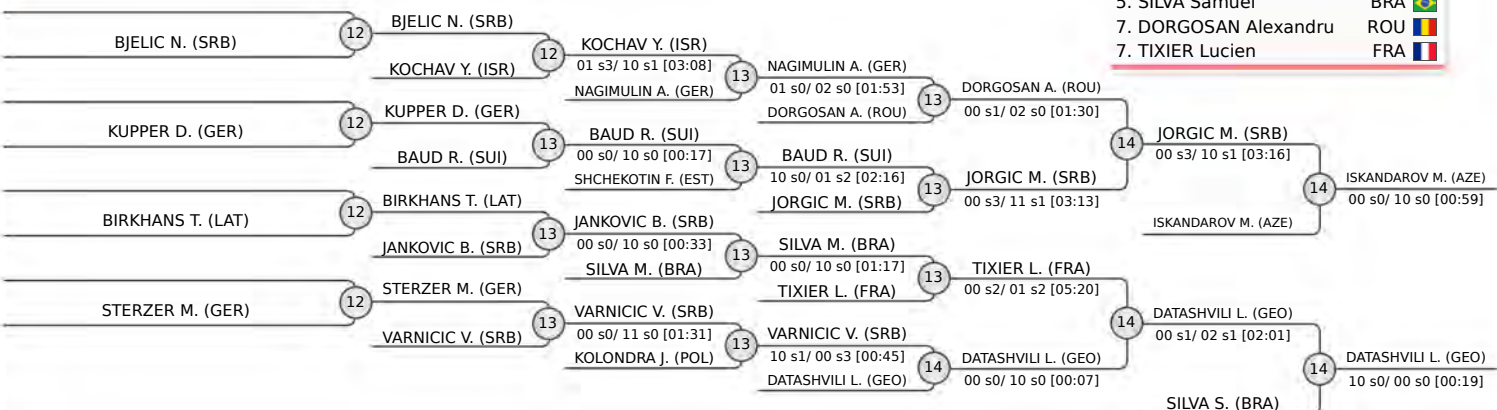 5. SILVA Samuel BRA
7. DORGOSAN Alexandru ROU
7. TIXIER Lucien FRA
BJELIC N. (SRB)
12
BJELIC N. (SRB)
KOCHAV Y. (ISR)
12
KOCHAV Y. (ISR)
01 s3/ 10 s1 [03:08]
NAGIMULIN A. (GER)
13
NAGIMULIN A. (GER)
01 s0/ 02 s0 [01:53]
DORGOSAN A. (ROU)
13
DORGOSAN A. (ROU)
00 s1/ 02 s0 [01:30]
KUPPER D. (GER)
12
KUPPER D. (GER)
BAUD R. (SUI)
13
BAUD R. (SUI)
00 s0/ 10 s0 [00:17]
SHCHEKOTIN F. (EST)
13
BAUD R. (SUI)
10 s0/ 01 s2 [02:16]
JORGIC M. (SRB)
13
JORGIC M. (SRB)
00 s3/ 11 s1 [03:13]
14
JORGIC M. (SRB)
00 s3/ 10 s1 [03:16]
ISKANDAROV M. (AZE)
14
ISKANDAROV M. (AZE)
00 s0/ 10 s0 [00:59]
BIRKHANS T. (LAT)
12
BIRKHANS T. (LAT)
JANKOVIC B. (SRB)
13
JANKOVIC B. (SRB)
00 s0/ 10 s0 [00:33]
SILVA M. (BRA)
13
SILVA M. (BRA)
00 s0/ 10 s0 [01:17]
TIXIER L. (FRA)
13
TIXIER L. (FRA)
00 s2/ 01 s2 [05:20]
STERZER M. (GER)
12
STERZER M. (GER)
VARNICIC V. (SRB)
13
VARNICIC V. (SRB)
00 s0/ 11 s0 [01:31]
KOLONDRA J. (POL)
13
VARNICIC V. (SRB)
10 s1/ 00 s3 [00:45]
DATASHVILI L. (GEO)
14
DATASHVILI L. (GEO)
00 s0/ 10 s0 [00:07]
14
DATASHVILI L. (GEO)
00 s1/ 02 s1 [02:01]
SILVA S. (BRA)
14
DATASHVILI L. (GEO)
10 s0/ 00 s0 [00:19]